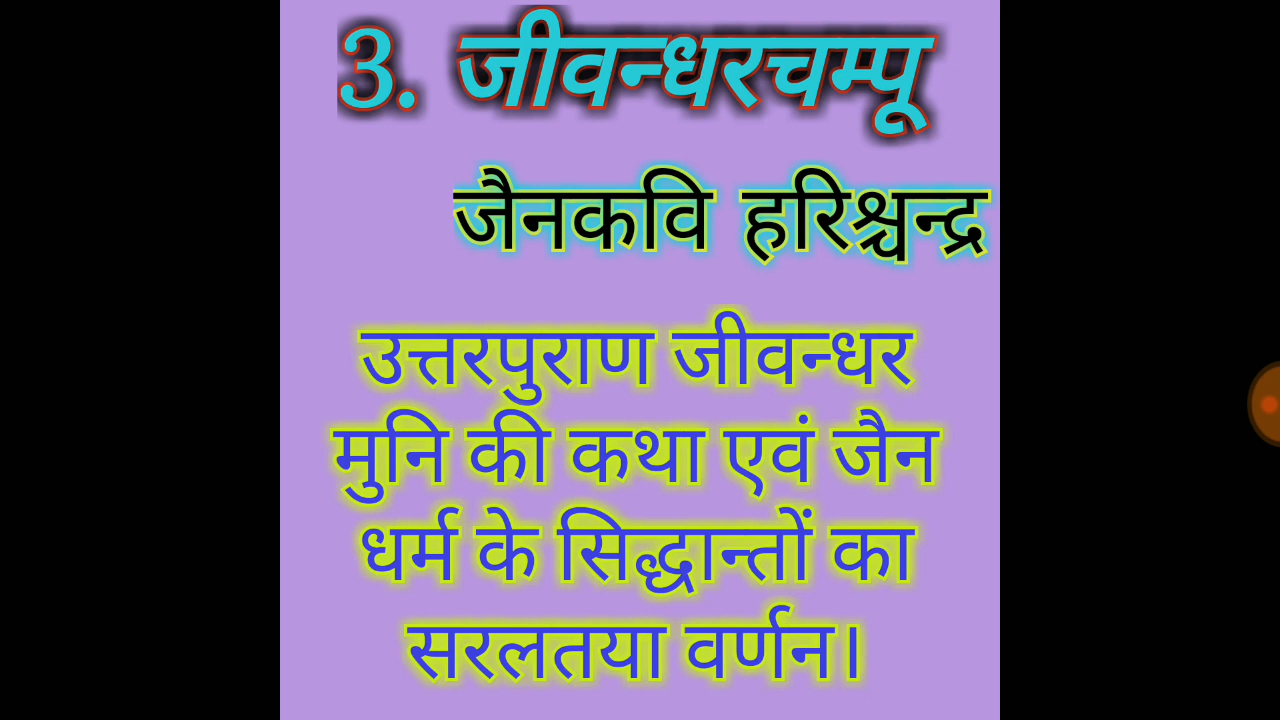 3. जीवन्धरचम्पू
जैनकवि हरिश्चन्द्र
उत्तरपुराण जीवन्धर
मुनि की कथा एवं जैन
धर्म के सिद्धान्तों का
सरलतया वर्णन।